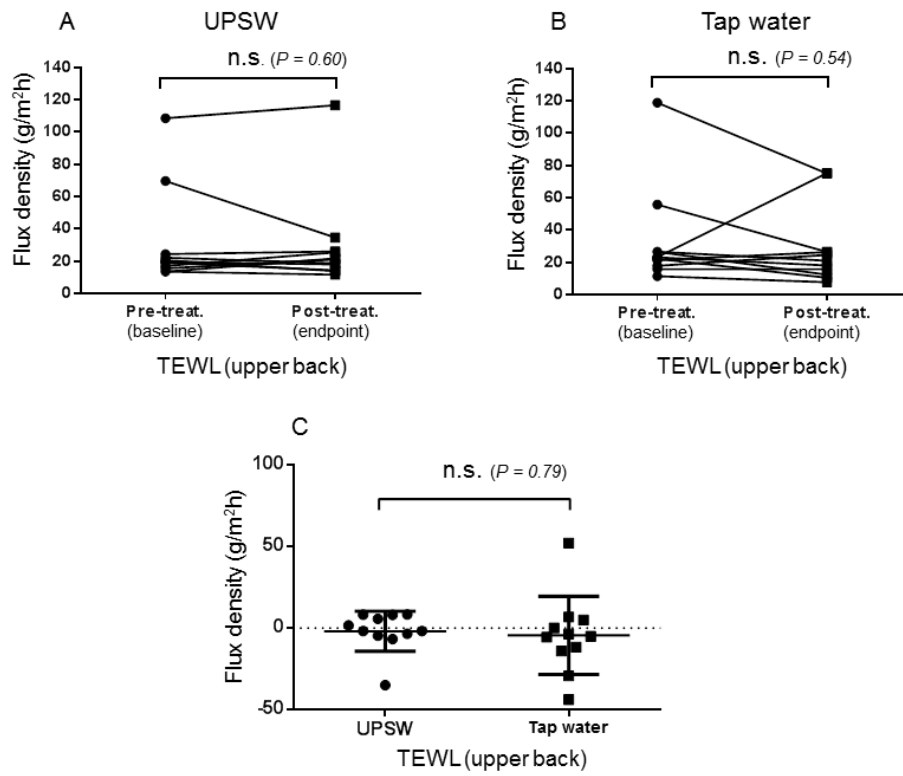 A
UPSW
n.s. (P = 0.60)
Flux density (g/m²h)
140
120
100
80
60
40
20
0
Pre-treat.
(baseline)
Post-treat.
(endpoint)
TEWL (upper back)
B
Tap water
n.s. (P = 0.54)
Flux density (g/m²h)
140
120
100
80
60
40
20
0
Pre-treat.
(baseline)
Post-treat.
(endpoint)
TEWL (upper back)
C
n.s. (P = 0.79)
Flux density (g/m²h)
100
50
0
-50
UPSW
Tap water
TEWL (upper back)